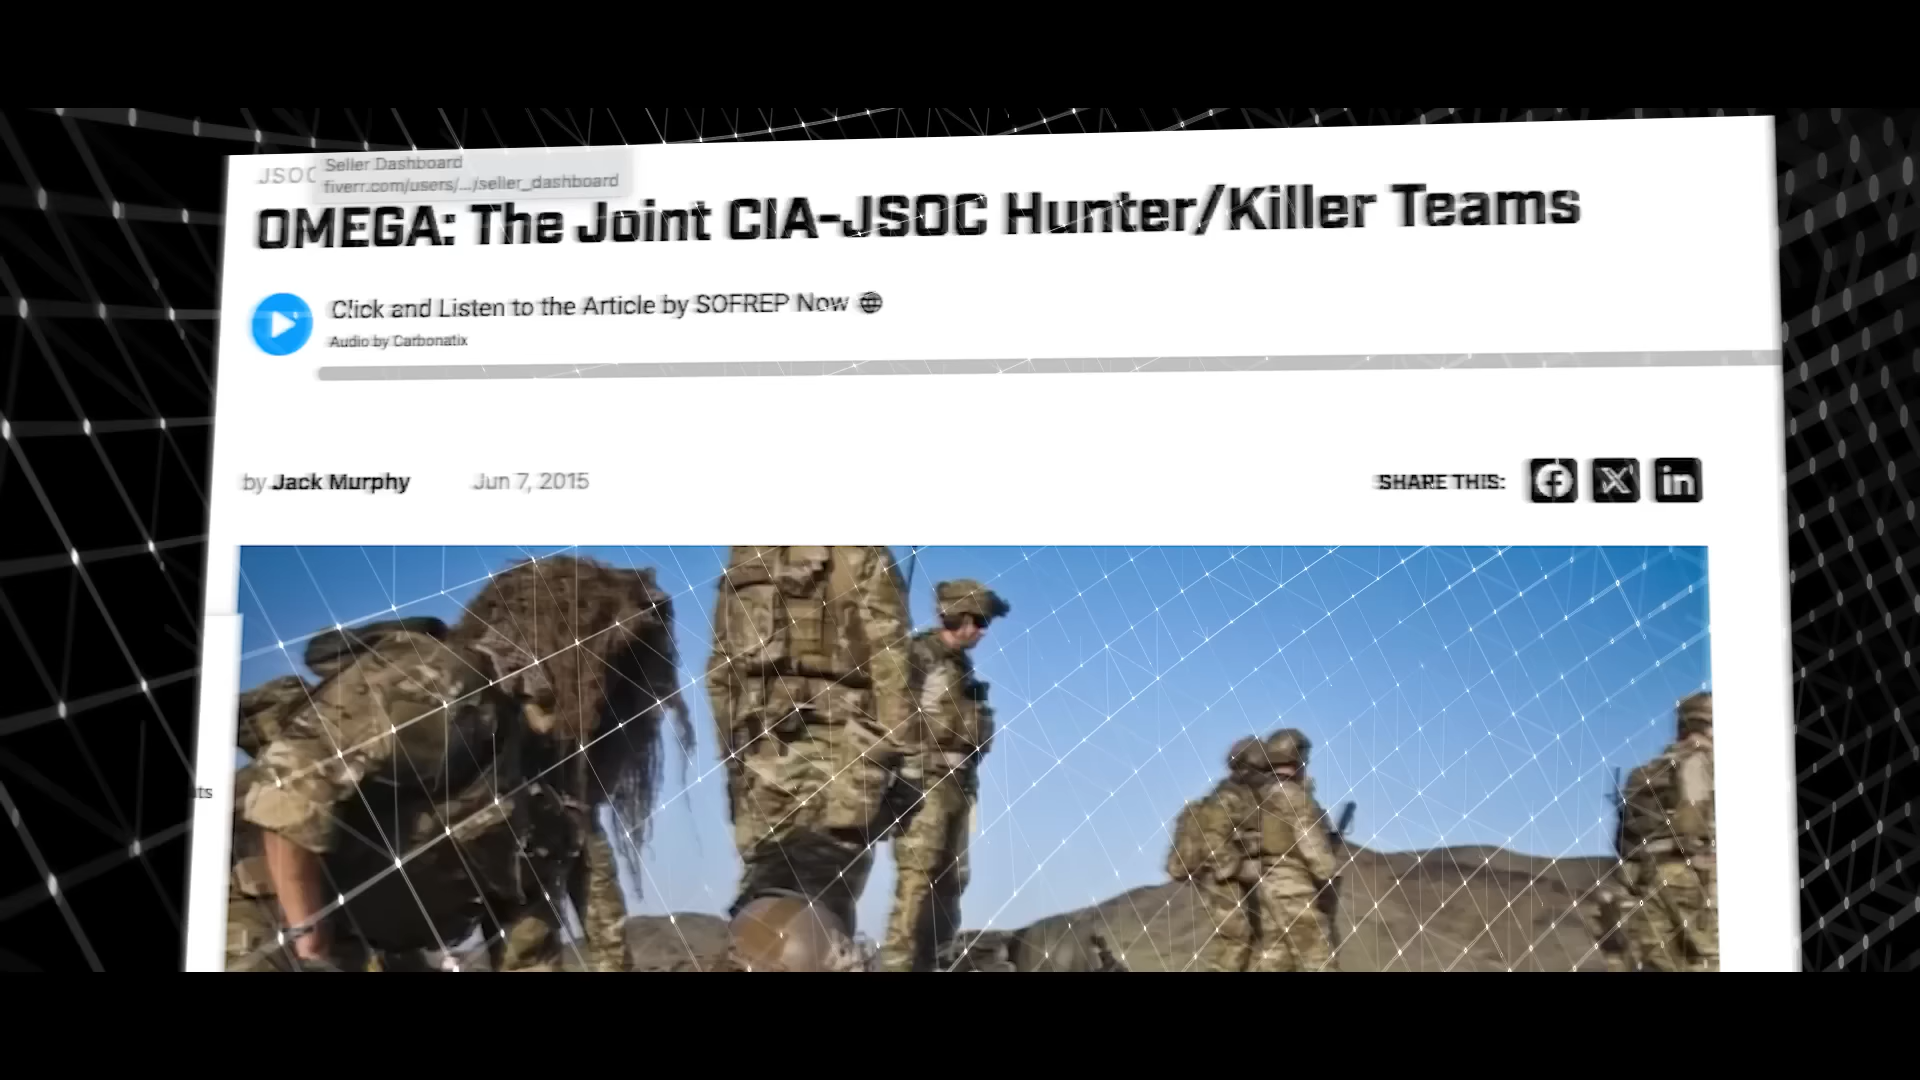 JSOC
Seller Dashboard
fiverr.com/users/.../seller_dashboard
OMEGA: The Joint CIA-JSOC Hunter/Killer Teams
Click and Listen to the Article by SOFREP Now
Audio by Carbonatix
by Jack Murphy Jun 7, 2015 SHARE THIS: